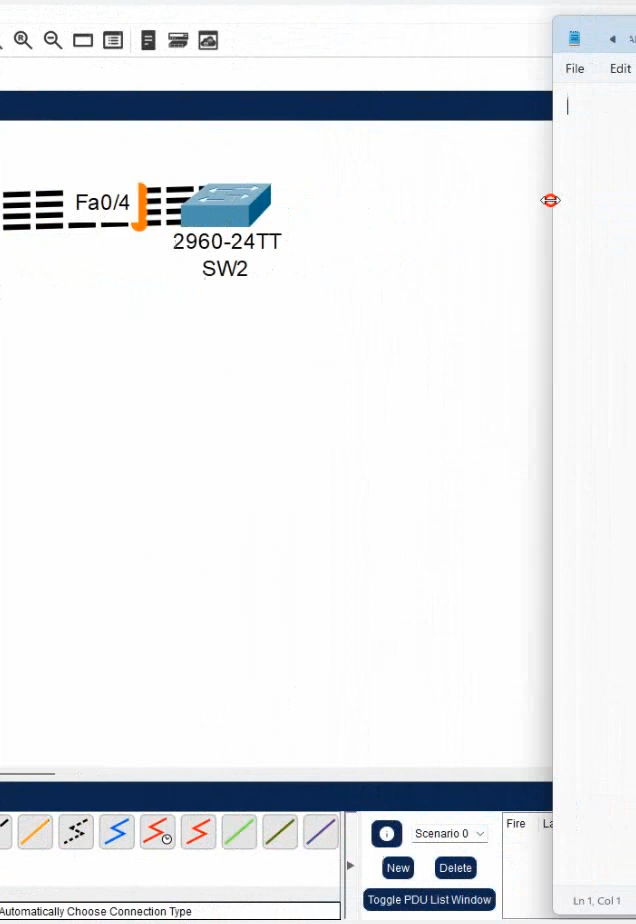 File Edit
Fa0/4
2960-24TT
SW2
Scenario 0
Fire
New Delete
Toggle PDU List Window
Automatically Choose Connection Type
Ln 1, Col 1